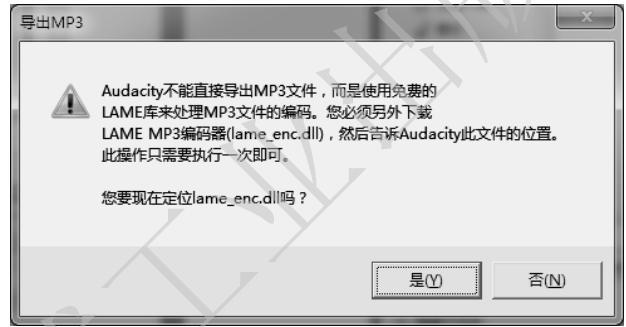 导出MP3
Audacity不能直接导出MP3文件，而是使用免费的
LAME库来处理MP3文件的编码。您必须另外下载
LAME MP3编码器(lame_enc.dll)，然后告诉Audacity此文件的位置。
此操作只需要执行一次即可。
您要现在定位lame_enc.dll吗？
是(Y)
否(N)